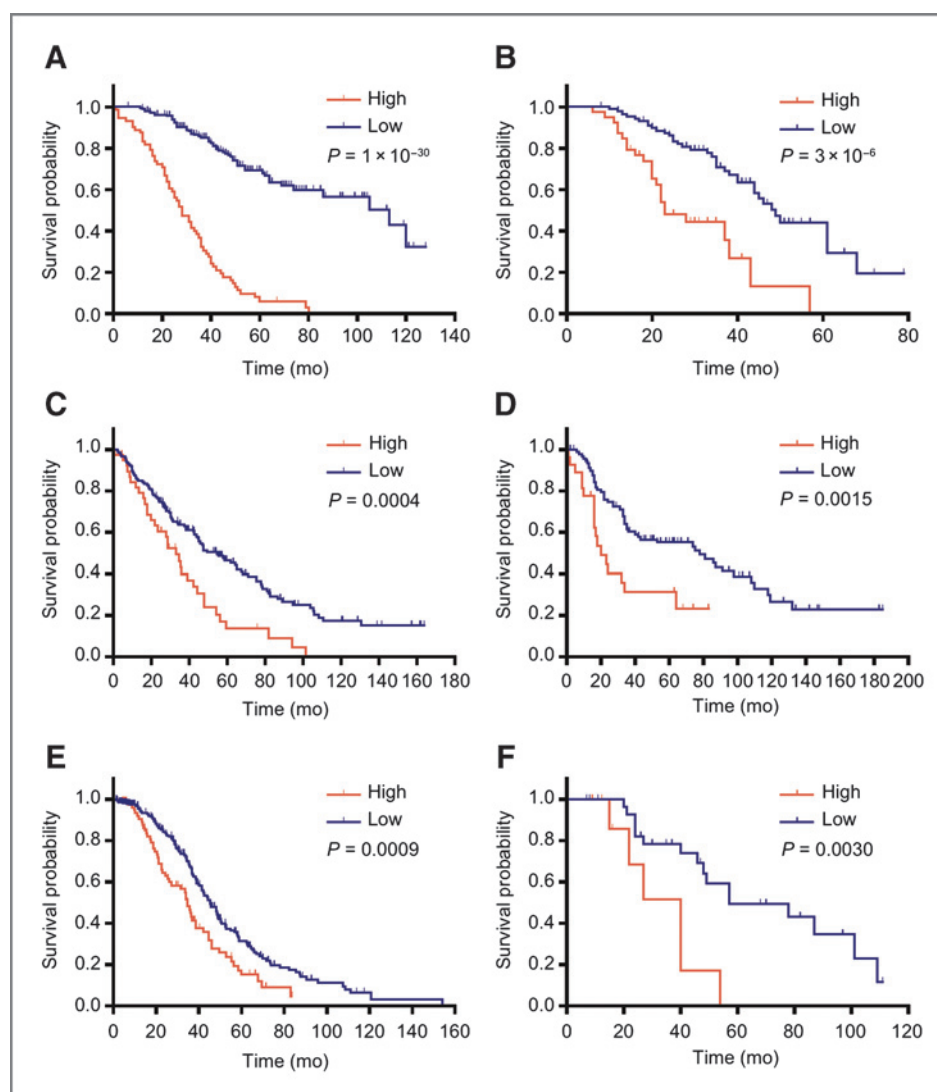 A
Survival probability
1.0
0.8
0.6
0.4
0.2
0.0
High
Low
P = 1 × 10⁻³⁰
0 20 40 60 80 100 120 140
Time (mo)
B
Survival probability
1.0
0.8
0.6
0.4
0.2
0.0
High
Low
P = 3 × 10⁻⁶
0 20 40 60 80
Time (mo)
C
Survival probability
1.0
0.8
0.6
0.4
0.2
0.0
High
Low
P = 0.0004
0 20 40 60 80 100 120 140 160 180
Time (mo)
D
Survival probability
1.0
0.8
0.6
0.4
0.2
0.0
High
Low
P = 0.0015
0 20 40 60 80 100 120 140 160 180 200
Time (mo)
E
Survival probability
1.0
0.8
0.6
0.4
0.2
0.0
High
Low
P = 0.0009
0 20 40 60 80 100 120 140 160
Time (mo)
F
Survival probability
1.0
0.8
0.6
0.4
0.2
0.0
High
Low
P = 0.0030
0 20 40 60 80 100 120
Time (mo)